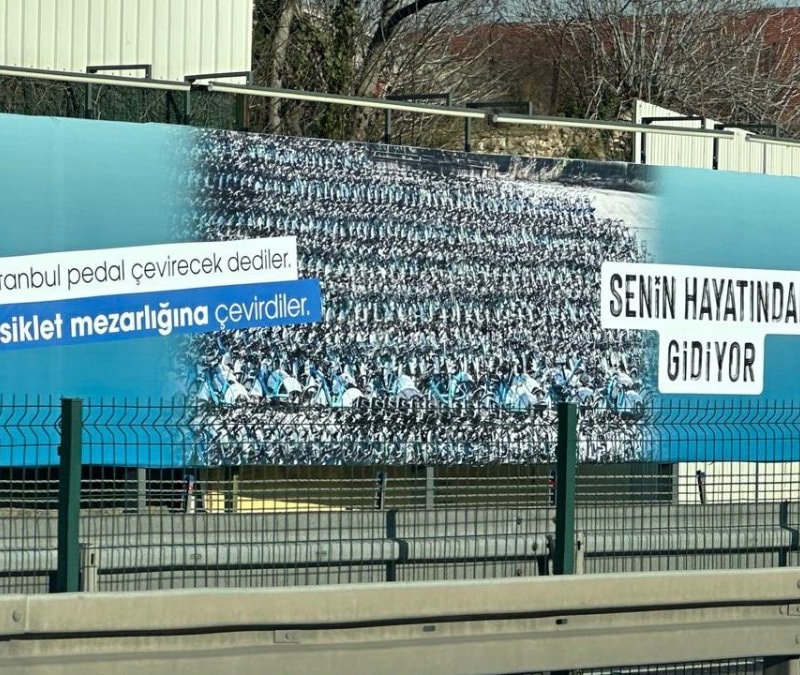 tanbul pedal çevirecek dediler.
siklet mezarlığına çevirdiler.
SENİN HAYATINDA
GİDİYOR